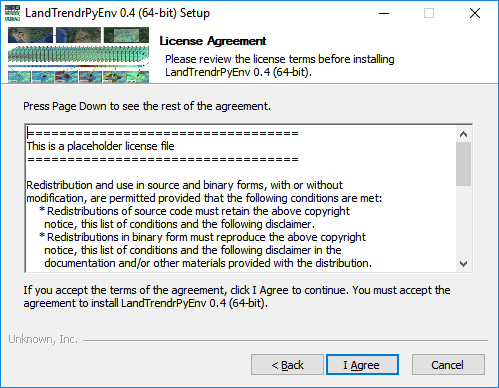 LandTrendrPyEnv 0.4 (64-bit) Setup
License Agreement
Please review the license terms before installing
LandTrendrPyEnv 0.4 (64-bit).
Press Page Down to see the rest of the agreement.
==================================
This is a placeholder license file
==================================
Redistribution and use in source and binary forms, with or without
modification, are permitted provided that the following conditions are met:
* Redistributions of source code must retain the above copyright
notice, this list of conditions and the following disclaimer.
* Redistributions in binary form must reproduce the above copyright
notice, this list of conditions and the following disclaimer in the
documentation and/or other materials provided with the distribution.
If you accept the terms of the agreement, click I Agree to continue. You must accept the
agreement to install LandTrendrPyEnv 0.4 (64-bit).
Unknown, Inc.
< Back
I Agree
Cancel